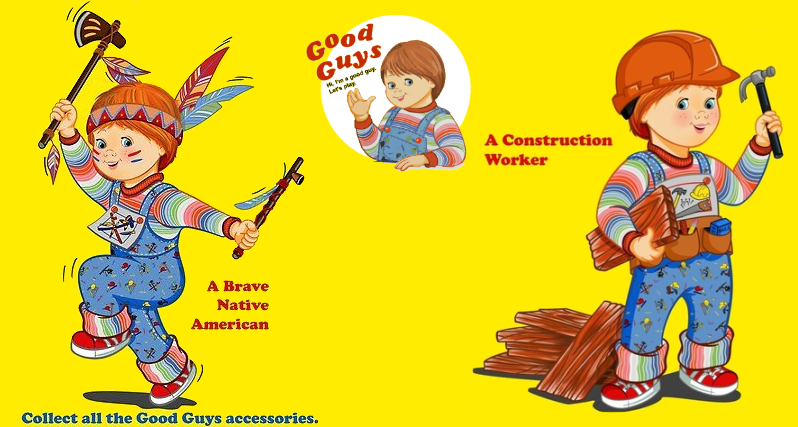 Good
Guys
Hi, I'm a good guy.
Let's play.
A Construction
Worker
A Brave
Native
American
Collect all the Good Guys accessories.